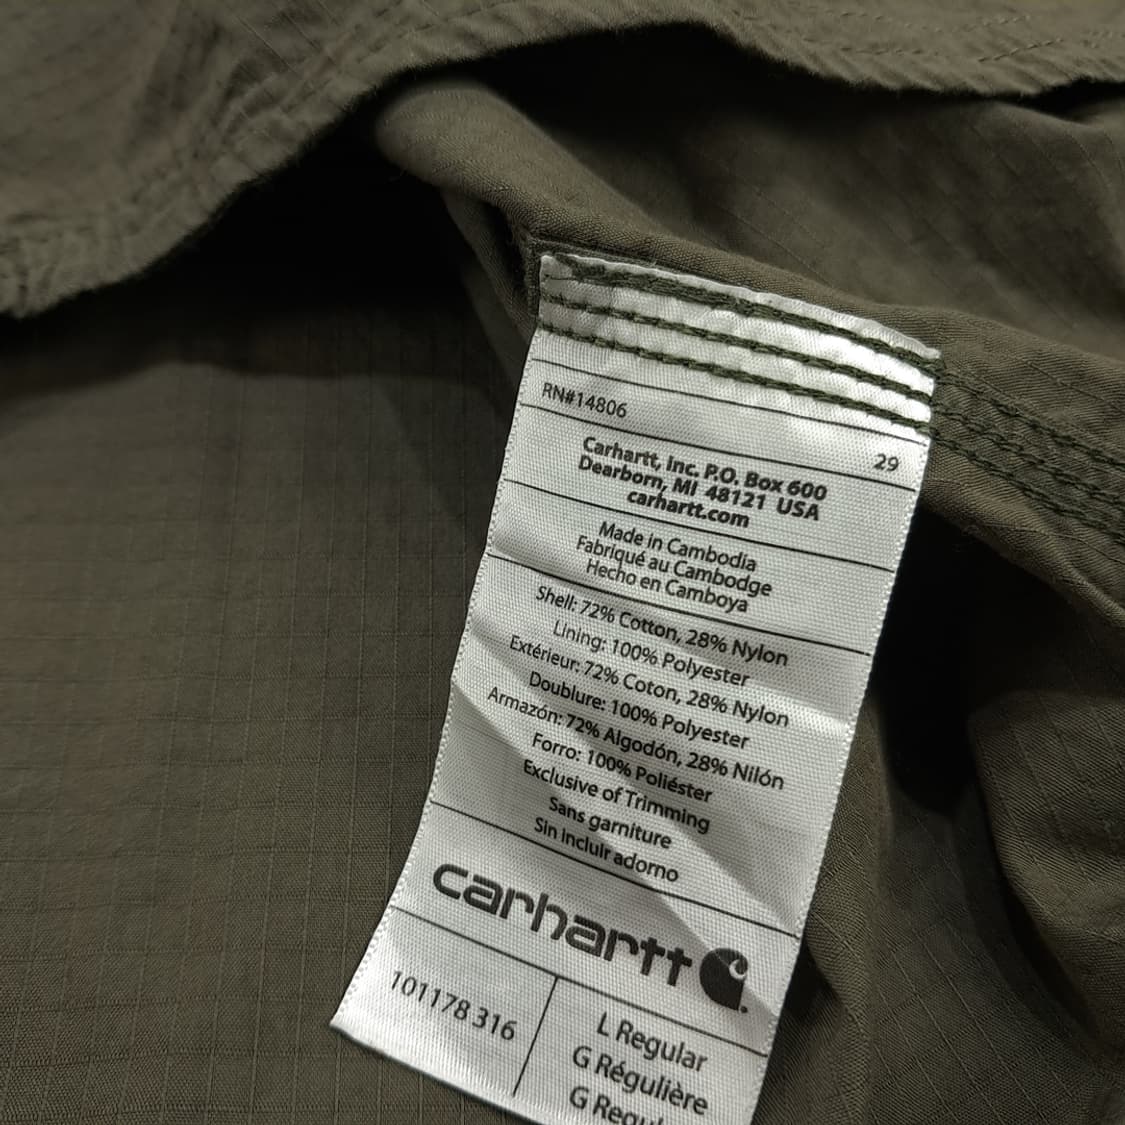 RN#14806
29
Carhartt, Inc. P.O. Box 600
Dearborn, MI 48121 USA
carhartt.com
Made in Cambodia
Fabriqué au Cambodge
Hecho en Camboya
Shell: 72% Cotton, 28% Nylon
Lining: 100% Polyester
Extérieur: 72% Coton, 28% Nylon
Doublure: 100% Polyester
Armazón: 72% Algodón, 28% Nilón
Forro: 100% Poliéster
Exclusive of Trimming
Sans garniture
Sin incluir adorno
carhartt
101178 316
L Regular
G Régulière
G